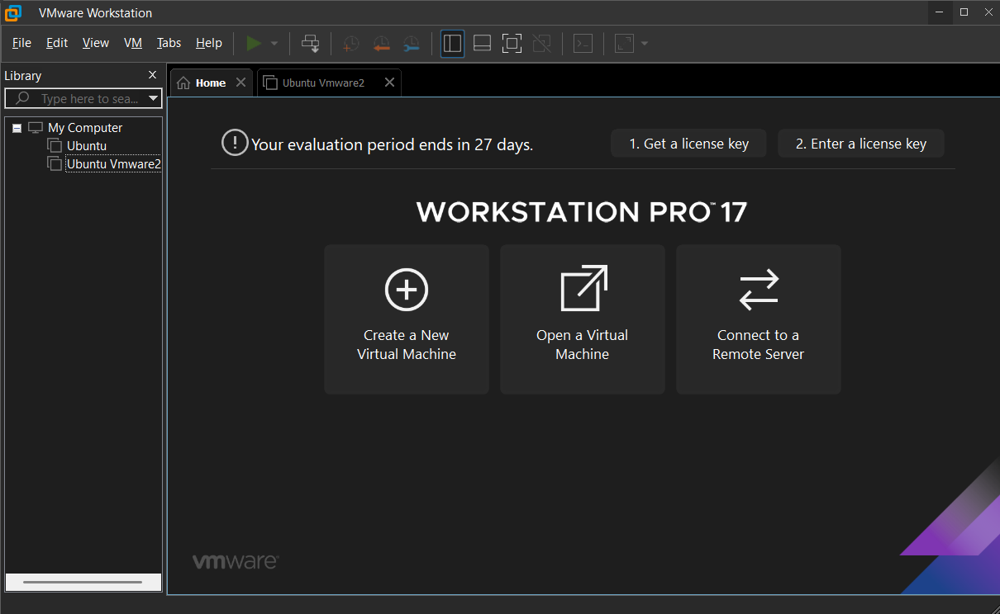 VMware Workstation
File Edit View VM Tabs Help
Library
Type here to sea...
My Computer
Ubuntu
Ubuntu Vmware2
Home
Ubuntu Vmware2
Your evaluation period ends in 27 days.
1. Get a license key
2. Enter a license key
WORKSTATION PRO™ 17
Create a New
Virtual Machine
Open a Virtual
Machine
Connect to a
Remote Server
vmware®